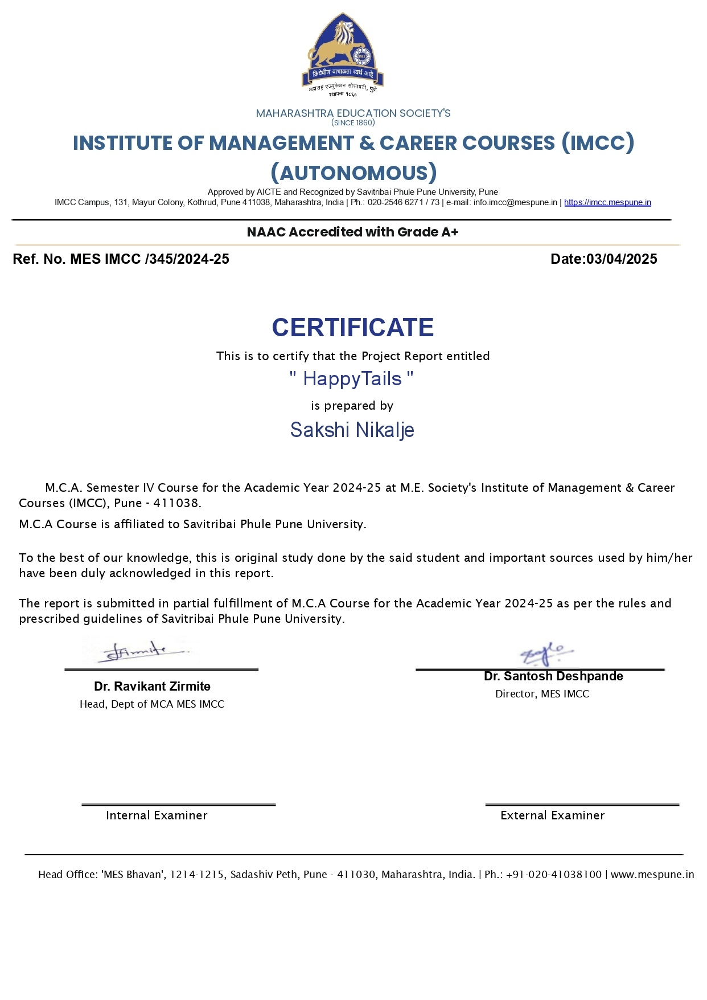 MES
क्रियेवीण वाचाळता व्यर्थ आहे
महाराष्ट्र एज्युकेशन सोसायटी, पुणे
स्थापना १८६०
MAHARASHTRA EDUCATION SOCIETY'S
(SINCE 1860)
INSTITUTE OF MANAGEMENT & CAREER COURSES (IMCC)
(AUTONOMOUS)
Approved by AICTE and Recognized by Savitribai Phule Pune University, Pune
IMCC Campus, 131, Mayur Colony, Kothrud, Pune 411038, Maharashtra, India | Ph.: 020-2546 6271 / 73 | e-mail: info.imcc@mespune.in | https://imcc.mespune.in
NAAC Accredited with Grade A+
Ref. No. MES IMCC /345/2024-25 Date:03/04/2025
CERTIFICATE
This is to certify that the Project Report entitled
" HappyTails "
is prepared by
Sakshi Nikalje
M.C.A. Semester IV Course for the Academic Year 2024-25 at M.E. Society's Institute of Management & Career
Courses (IMCC), Pune - 411038.
M.C.A Course is affiliated to Savitribai Phule Pune University.
To the best of our knowledge, this is original study done by the said student and important sources used by him/her
have been duly acknowledged in this report.
The report is submitted in partial fulfillment of M.C.A Course for the Academic Year 2024-25 as per the rules and
prescribed guidelines of Savitribai Phule Pune University.
Dr. Ravikant Zirmite
Head, Dept of MCA MES IMCC
Dr. Santosh Deshpande
Director, MES IMCC
Internal Examiner
External Examiner
Head Office: 'MES Bhavan', 1214-1215, Sadashiv Peth, Pune - 411030, Maharashtra, India. | Ph.: +91-020-41038100 | www.mespune.in